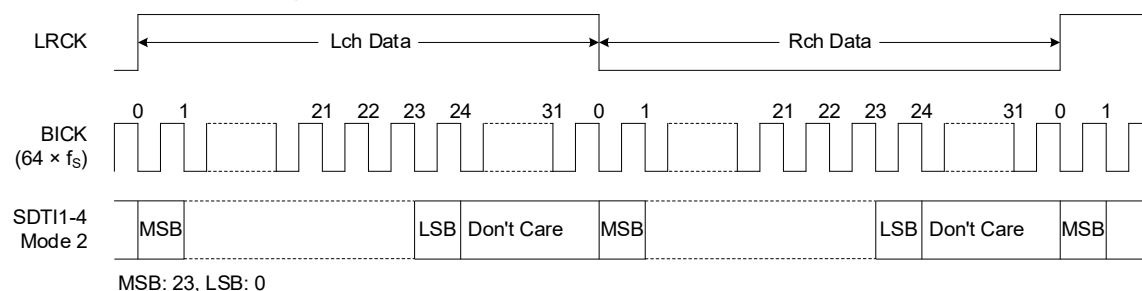 LRCK Lch Data Rch Data
0 1 21 22 23 24 31 0 1 21 22 23 24 31 0 1
BICK
(64 × fS)
SDTI1-4
Mode 2
MSB LSB Don't Care MSB LSB Don't Care MSB
MSB: 23, LSB: 0